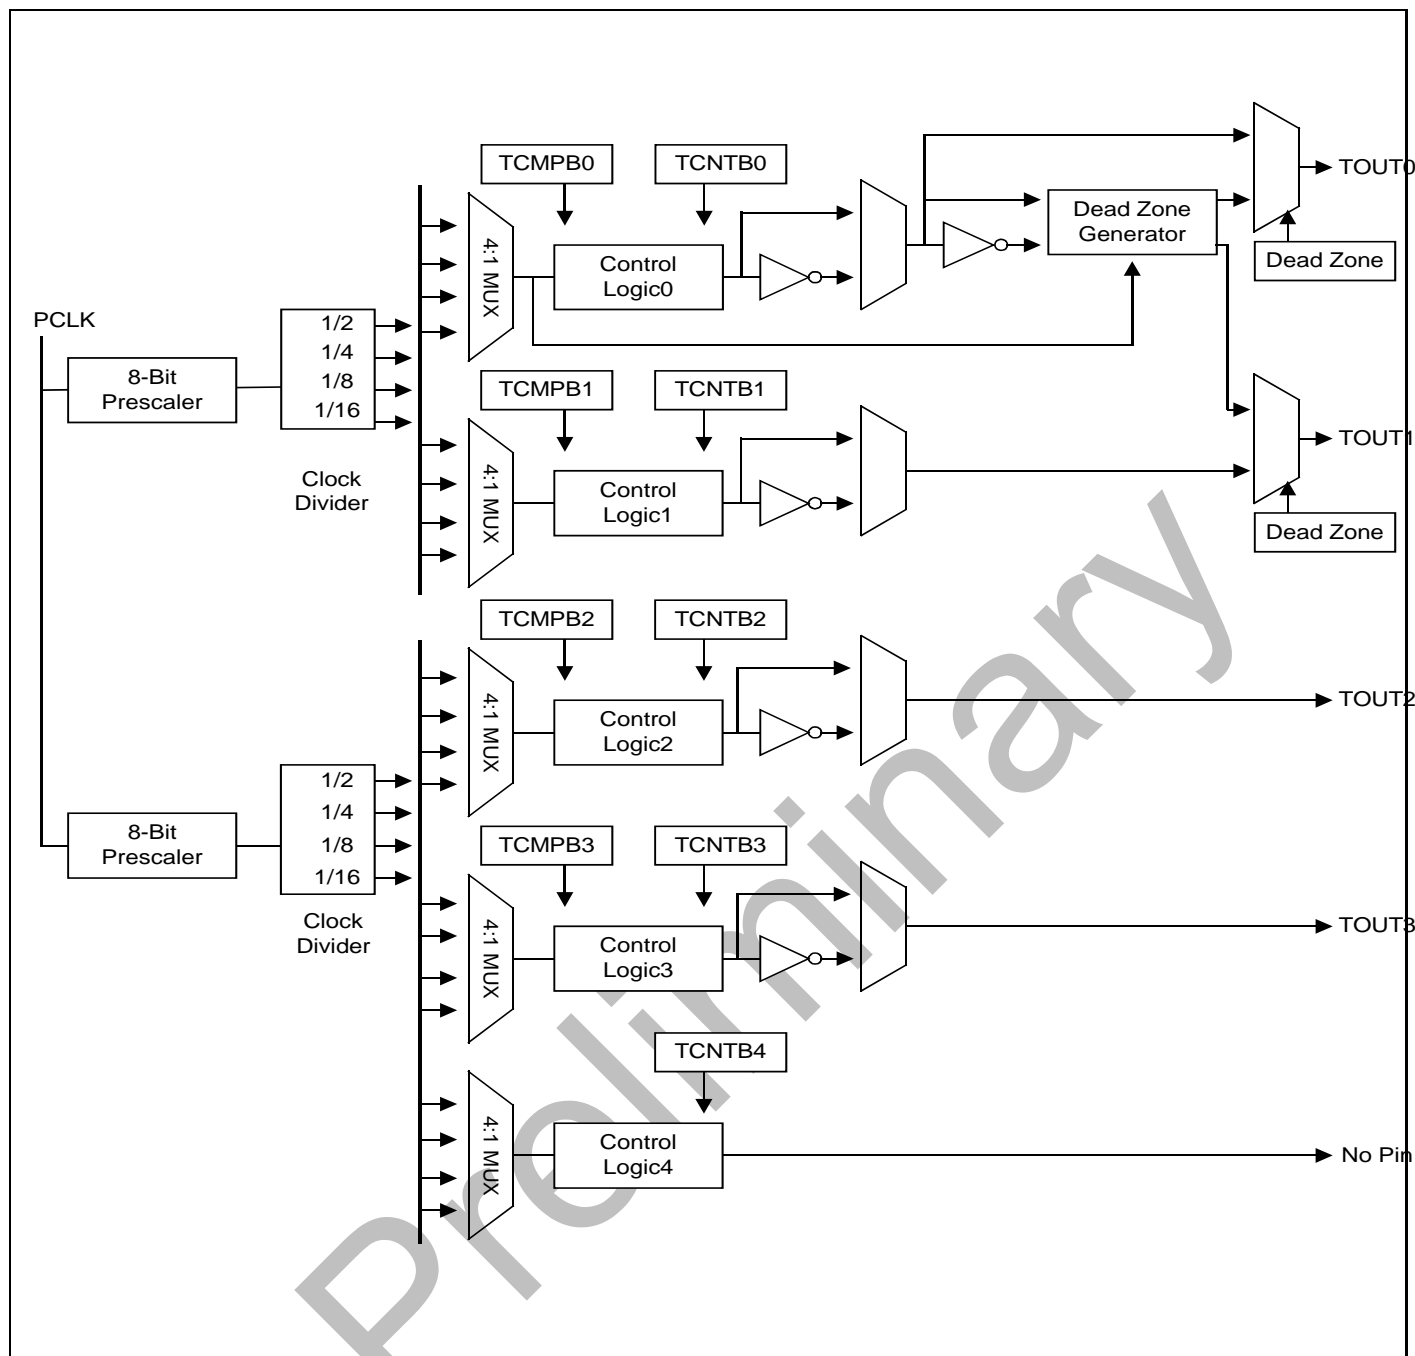 TCMPB0
TCNTB0
TOUT0
4:1 MUX
Control
Logic0
Dead Zone
Generator
Dead Zone
PCLK
8-Bit
Prescaler
1/2
1/4
1/8
1/16
Clock
Divider
TCMPB1
TCNTB1
TOUT1
4:1 MUX
Control
Logic1
Dead Zone
TCMPB2
TCNTB2
TOUT2
4:1 MUX
Control
Logic2
8-Bit
Prescaler
1/2
1/4
1/8
1/16
Clock
Divider
TCMPB3
TCNTB3
TOUT3
4:1 MUX
Control
Logic3
TCNTB4
4:1 MUX
Control
Logic4
No Pin
Preliminary